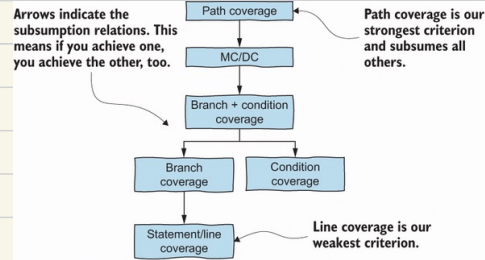 Arrows indicate the
subsumption relations. This
means if you achieve one,
you achieve the other, too.
Path coverage
Path coverage is our
strongest criterion
and subsumes all
others.
MC/DC
Branch + condition
coverage
Branch
coverage
Condition
coverage
Statement/line
coverage
Line coverage is our
weakest criterion.